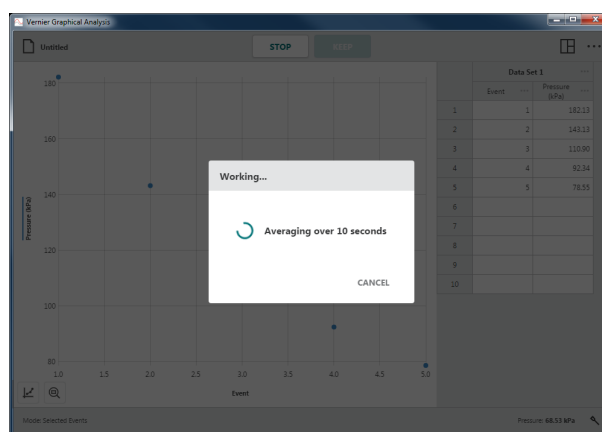 Vernier Graphical Analysis
Untitled
STOP
KEEP
Data Set 1
Event
Pressure
(kPa)
1 1 182.13
2 2 143.13
3 3 110.90
4 4 92.34
5 5 78.55
6
7
8
9
10
Pressure (kPa)
180
160
140
120
100
80
1.0 1.5 2.0 2.5 3.0 3.5 4.0 4.5 5.0
Event
Working...
Averaging over 10 seconds
CANCEL
Mode: Selected Events
Pressure: 68.53 kPa